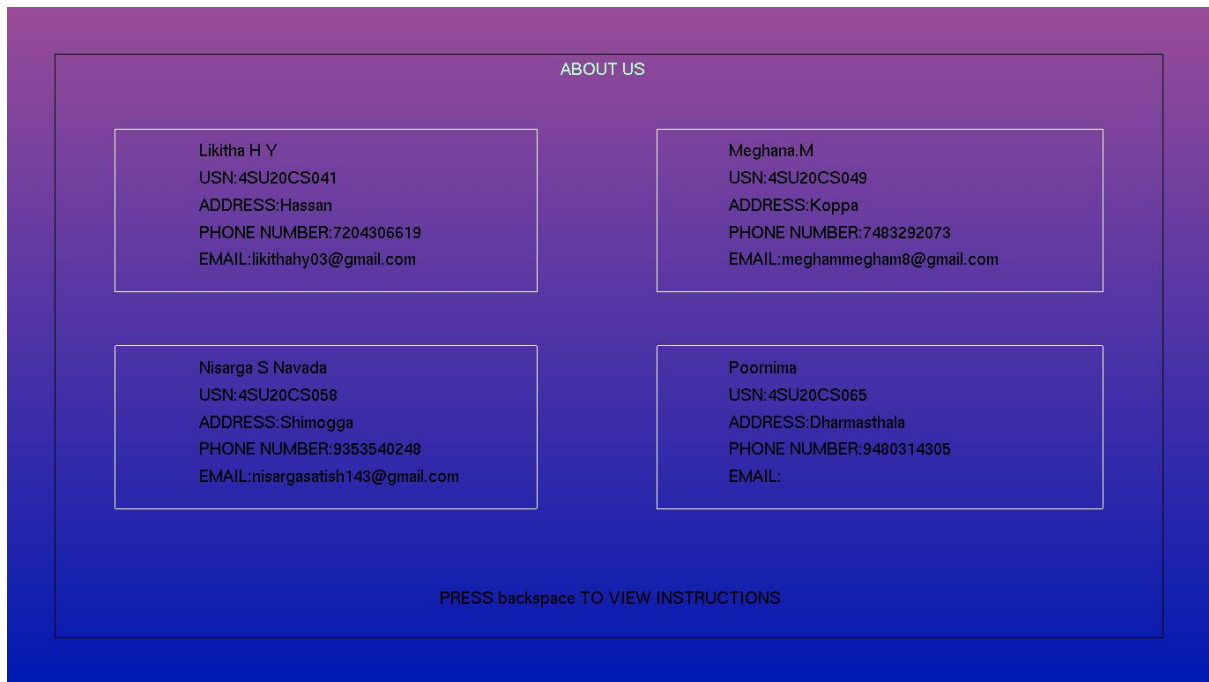 ABOUT US
Likitha H Y
USN:4SU20CS041
ADDRESS:Hassan
PHONE NUMBER:7204306619
EMAIL:likithahy03@gmail.com
Meghana.M
USN:4SU20CS049
ADDRESS:Koppa
PHONE NUMBER:7483292073
EMAIL:meghammegham8@gmail.com
Nisarga S Navada
USN:4SU20CS058
ADDRESS:Shimogga
PHONE NUMBER:9353540248
EMAIL:nisargasatish143@gmail.com
Poornima
USN:4SU20CS065
ADDRESS:Dharmasthala
PHONE NUMBER:9480314305
EMAIL:
PRESS backspace TO VIEW INSTRUCTIONS